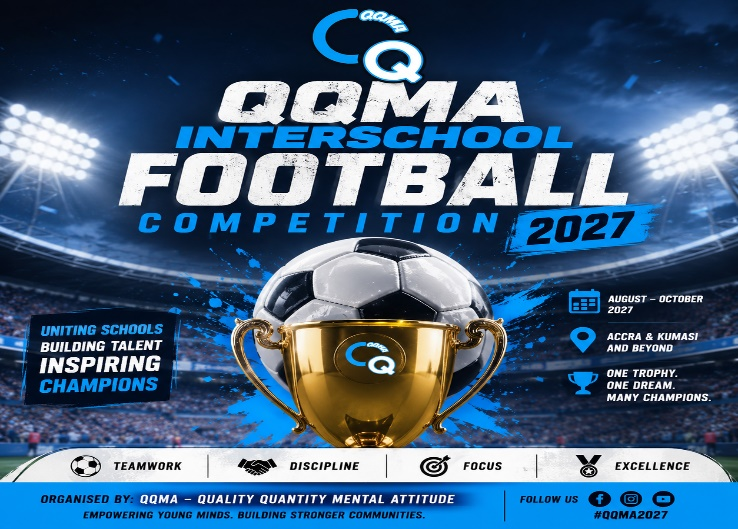 QQMA
CQ
QQMA
INTERSCHOOL
FOOTBALL
COMPETITION 2027
AUGUST – OCTOBER
2027
ACCRA & KUMASI
AND BEYOND
ONE TROPHY.
ONE DREAM.
MANY CHAMPIONS.
UNITING SCHOOLS
BUILDING TALENT
INSPIRING
CHAMPIONS
QQMA
CQ
TEAMWORK
DISCIPLINE
FOCUS
EXCELLENCE
ORGANISED BY: QQMA – QUALITY QUANTITY MENTAL ATTITUDE
EMPOWERING YOUNG MINDS. BUILDING STRONGER COMMUNITIES.
FOLLOW US
#QQMA2027